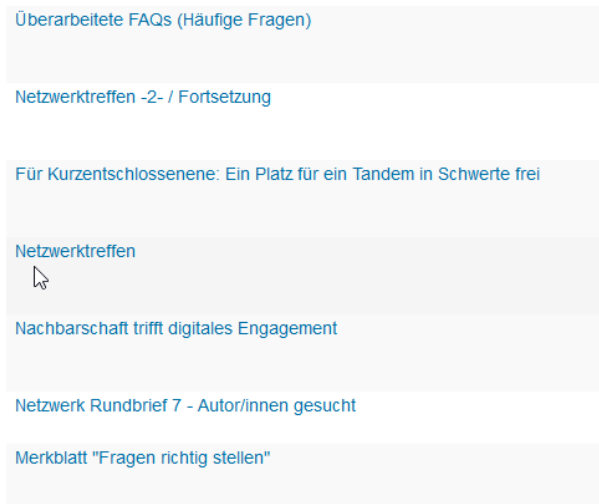 Überarbeitete FAQs (Häufige Fragen)
Netzwerktreffen -2- / Fortsetzung
Für Kurzentschlossenene: Ein Platz für ein Tandem in Schwerte frei
Netzwerktreffen
Nachbarschaft trifft digitales Engagement
Netzwerk Rundbrief 7 - Autor/innen gesucht
Merkblatt "Fragen richtig stellen"